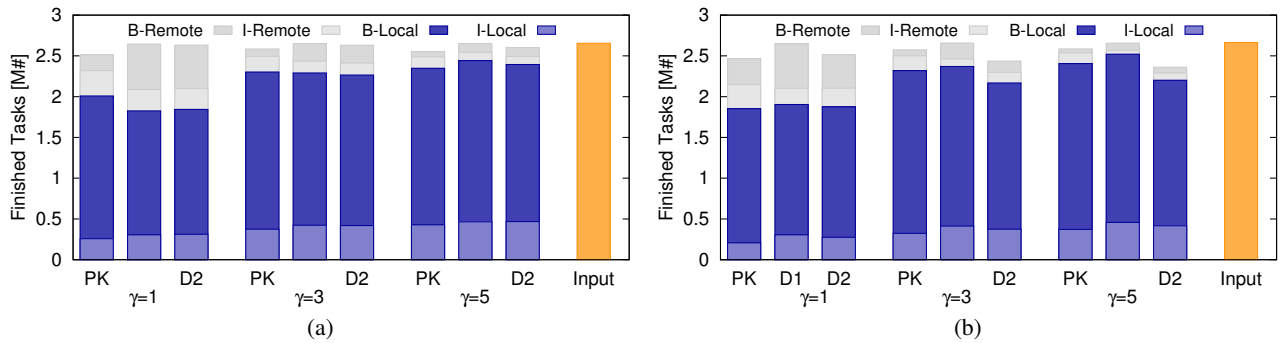 3
2.5
2
1.5
1
0.5
0
Finished Tasks [M#]
B-Remote I-Remote B-Local I-Local
PK D2 PK D2 PK D2 Input
γ=1 γ=3 γ=5
(a)
3
2.5
2
1.5
1
0.5
0
Finished Tasks [M#]
B-Remote I-Remote B-Local I-Local
PK D1 D2 PK D2 PK D2 Input
γ=1 γ=3 γ=5
(b)